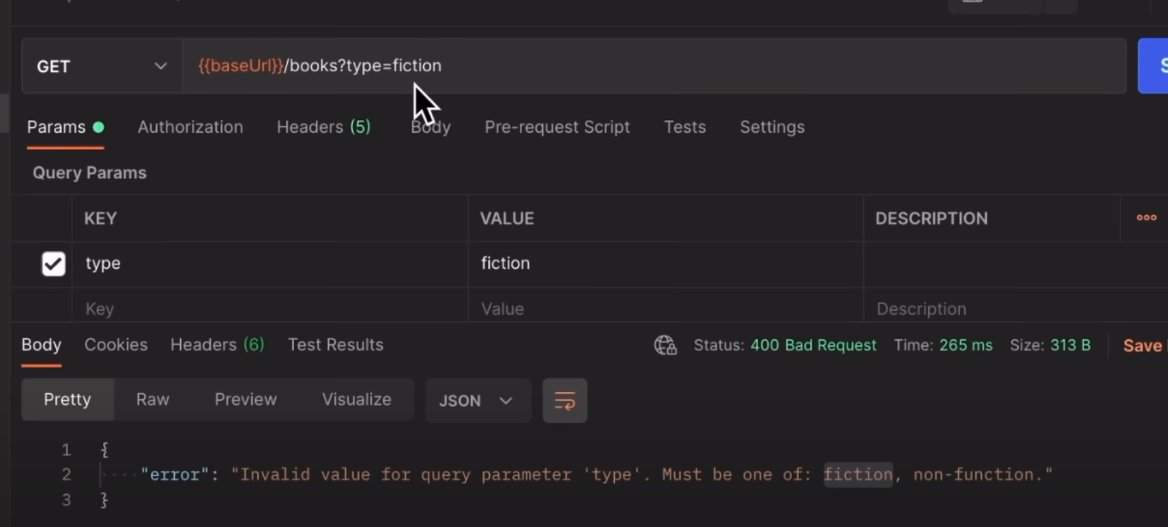 GET
{{baseUrl}}/books?type=fiction
S
Params
Authorization
Headers (5)
Body
Pre-request Script
Tests
Settings
Query Params
KEY VALUE DESCRIPTION
type fiction
Key Value Description
Body Cookies Headers (6) Test Results Status: 400 Bad Request Time: 265 ms Size: 313 B Save
Pretty Raw Preview Visualize JSON
1 {
2 "error": "Invalid value for query parameter 'type'. Must be one of: fiction, non-function."
3 }